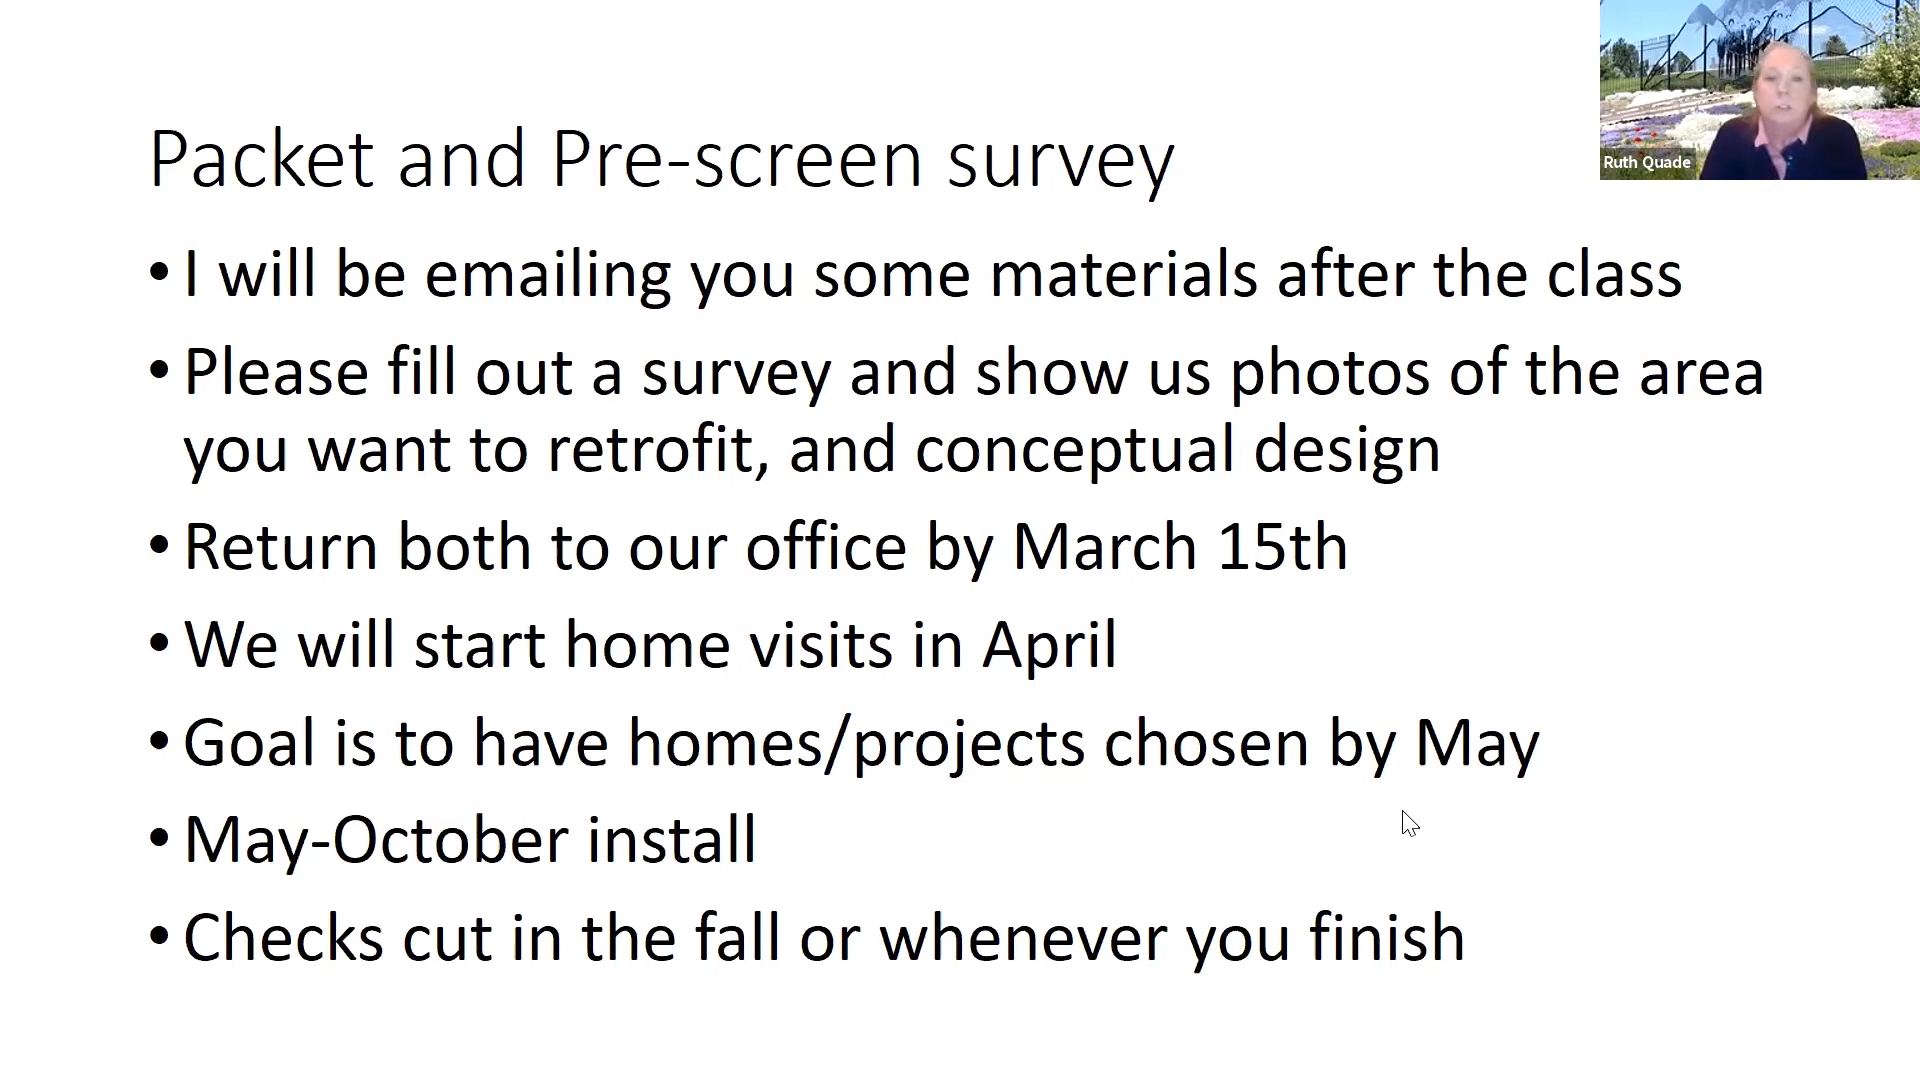 Ruth Quade
Packet and Pre-screen survey
• I will be emailing you some materials after the class
• Please fill out a survey and show us photos of the area
you want to retrofit, and conceptual design
• Return both to our office by March 15th
• We will start home visits in April
• Goal is to have homes/projects chosen by May
• May-October install
• Checks cut in the fall or whenever you finish